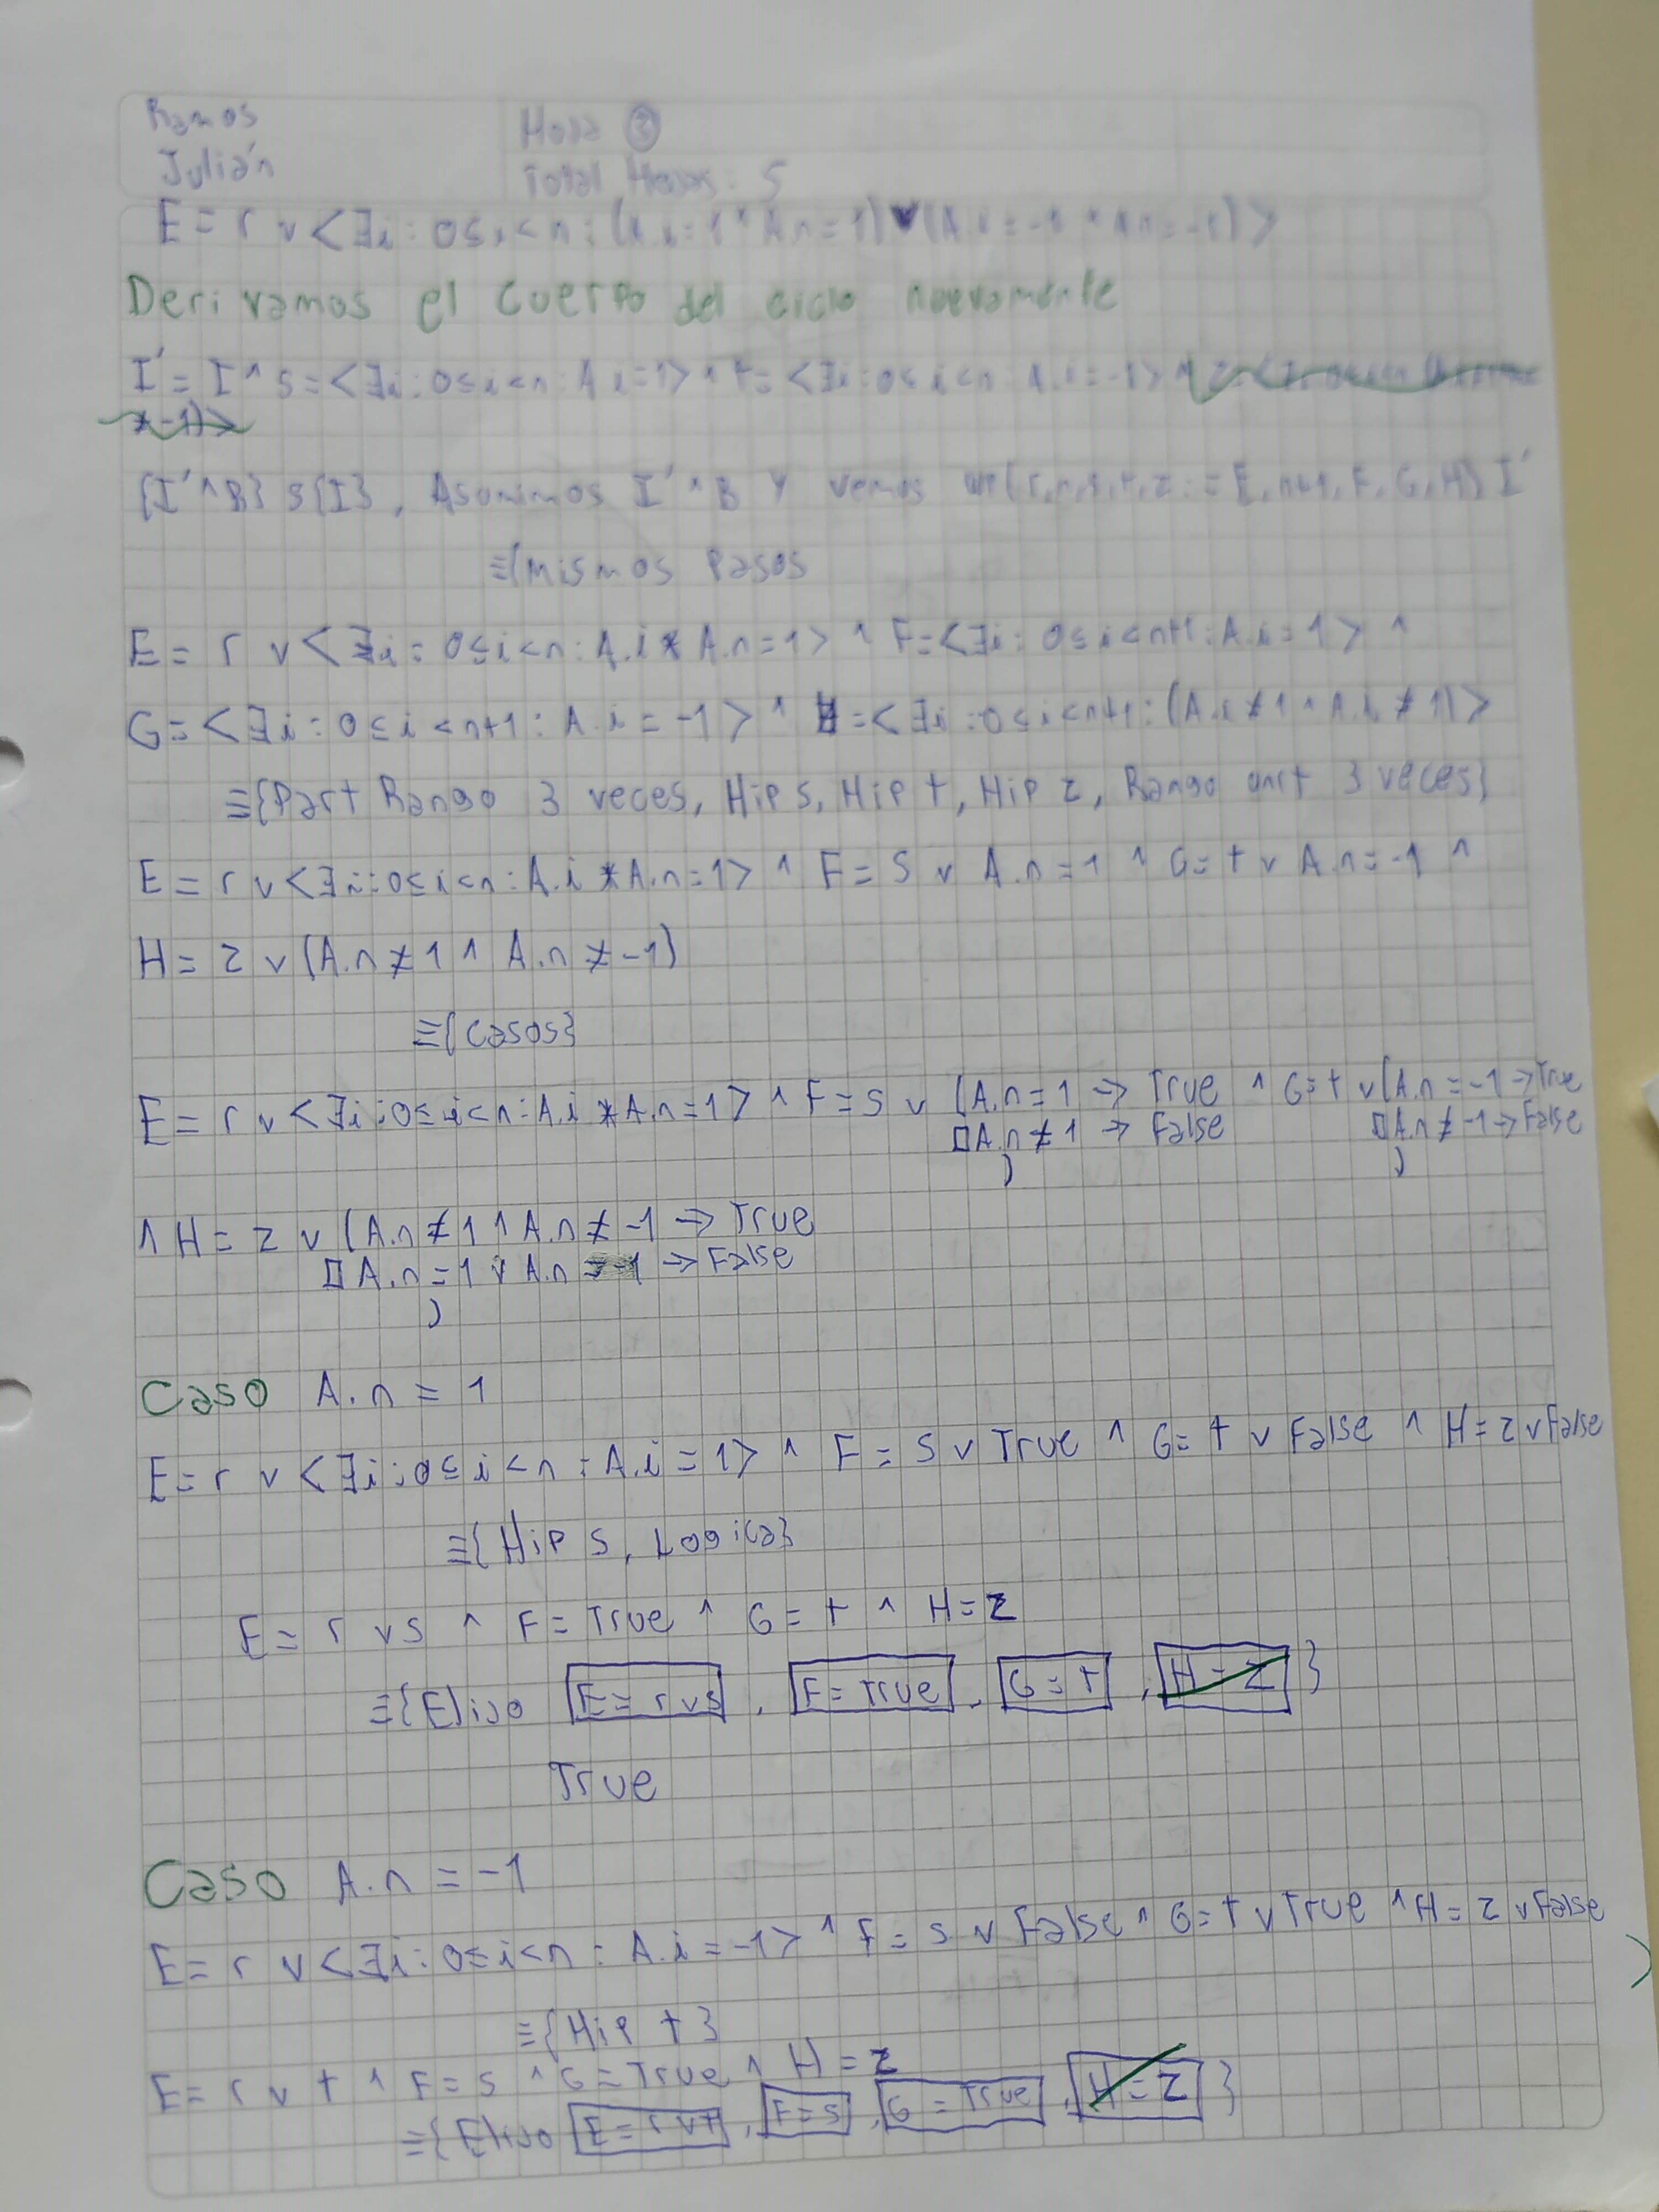 Ramos
Julián
Hoja ③
Total Hojas: 5
E = r ∨ <∃i : 0≤i<n : (A.i=1 ∧ A.n=1) ∨ (A.i=-1 ∧ A.n=-1)>
Derivamos el cuerpo del ciclo nuevamente
I' = I ∧ s = <∃i : 0≤i<n : A.i=1> ∧ t = <∃i : 0≤i<n : A.i=-1>
{I' ∧ B} S {I}, Asumimos I' ∧ B y vemos wp(r,n,s,t,z := E,n+1,F,G,H) I'
≡{mismos pasos
E = r ∨ <∃i : 0≤i<n : A.i * A.n=1> ∧ F = <∃i : 0≤i<n+1 : A.i=1> ∧
G = <∃i : 0≤i<n+1 : A.i = -1> ∧ H = <∃i : 0≤i<n+1 : (A.i ≠ 1 ∧ A.i ≠ 1)>
≡{Part Rango 3 veces, Hip s, Hip t, Hip z, Rango unit 3 veces}
E = r ∨ <∃i : 0≤i<n : A.i * A.n=1> ∧ F = s ∨ A.n=1 ∧ G = t ∨ A.n=-1 ∧
H = z ∨ (A.n ≠ 1 ∧ A.n ≠ -1)
≡{casos}
E = r ∨ <∃i : 0≤i<n : A.i * A.n=1> ∧ F = s ∨ (A.n=1 → True ∧ G = t ∨ (A.n = -1 → True
▯A.n ≠ 1 → False ▯A.n ≠ -1 → False
) )
∧ H = z ∨ (A.n ≠ 1 ∧ A.n ≠ -1 → True
▯A.n = 1 ∨ A.n = -1 → False
)
Caso A.n = 1
E = r ∨ <∃i : 0≤i<n : A.i = 1> ∧ F = s ∨ True ∧ G = t ∨ False ∧ H = z ∨ False
≡{Hip s, Logica}
E = r ∨ s ∧ F = True ∧ G = t ∧ H = z
≡{Elijo E = r ∨ s, F = True, G = t, H = z}
True
Caso A.n = -1
E = r ∨ <∃i : 0≤i<n : A.i = -1> ∧ F = s ∨ False ∧ G = t ∨ True ∧ H = z ∨ False
≡{Hip t}
E = r ∨ t ∧ F = s ∧ G = True ∧ H = z
≡{Elijo E = r ∨ t, F = s, G = True, H = z}